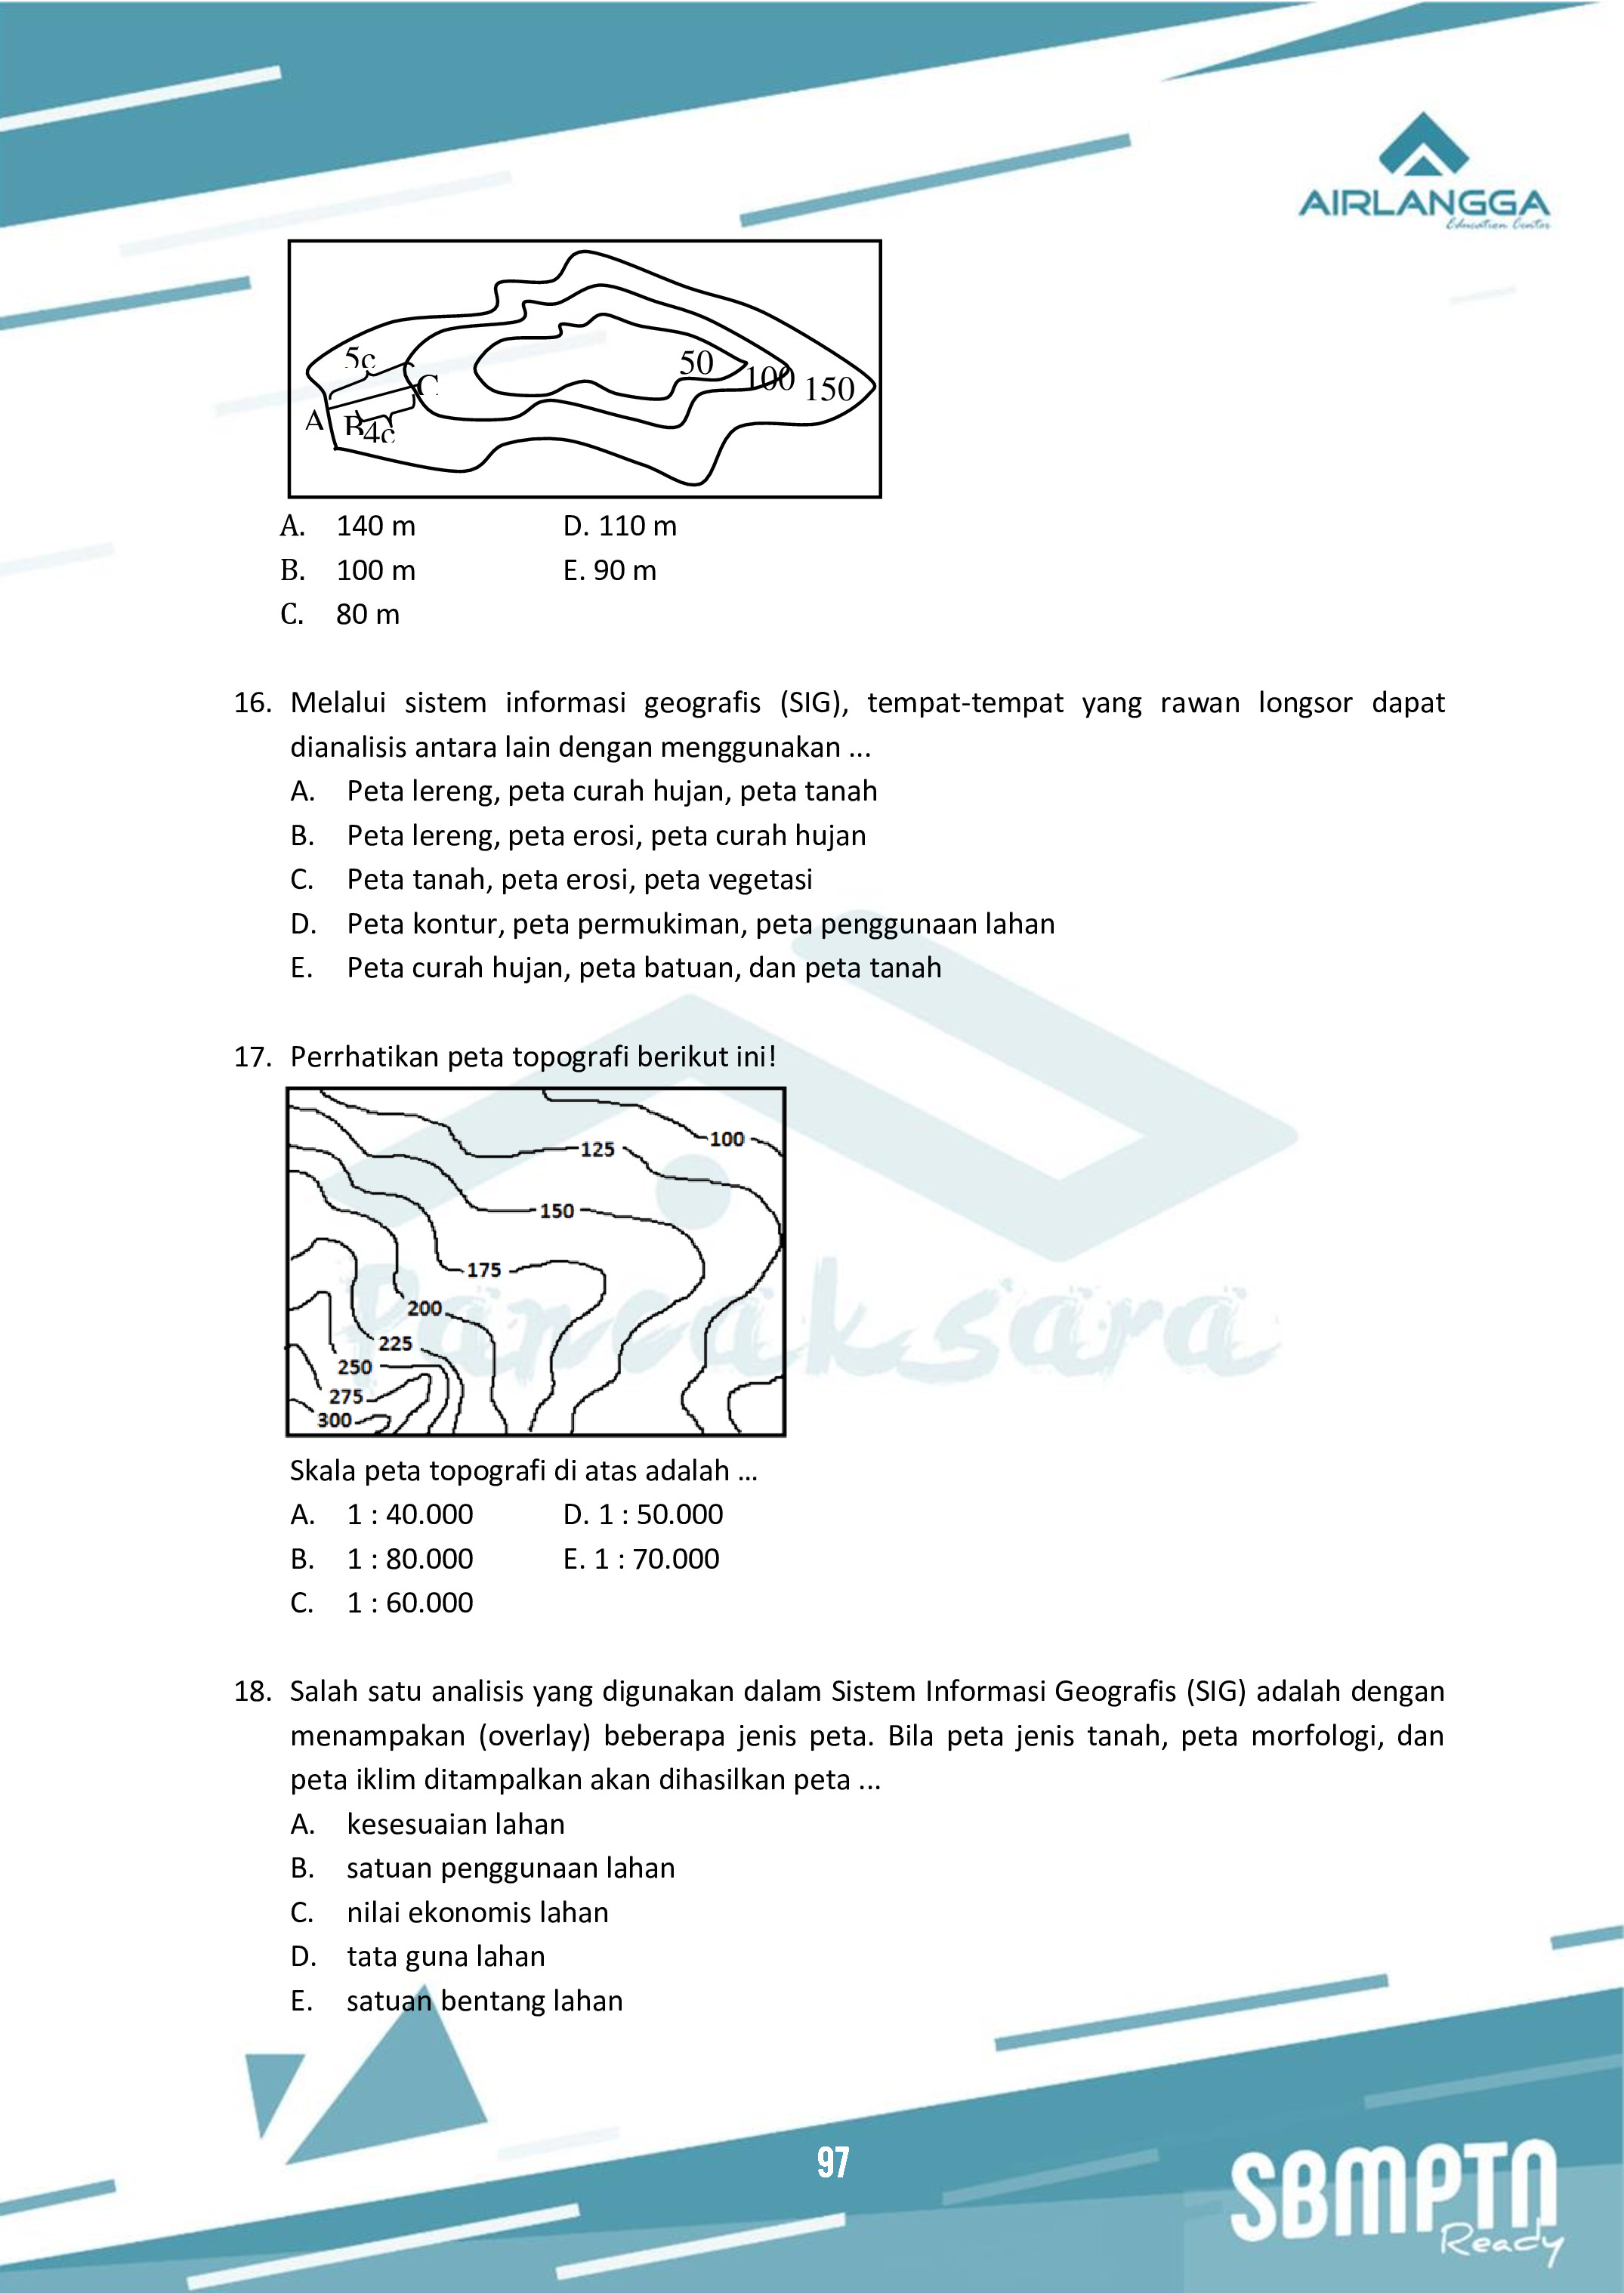 AIRLANGGA
Education Center
5c
50
100
150
C
A
B
4c
A. 140 m D. 110 m
B. 100 m E. 90 m
C. 80 m
16. Melalui sistem informasi geografis (SIG), tempat-tempat yang rawan longsor dapat
dianalisis antara lain dengan menggunakan ...
A. Peta lereng, peta curah hujan, peta tanah
B. Peta lereng, peta erosi, peta curah hujan
C. Peta tanah, peta erosi, peta vegetasi
D. Peta kontur, peta permukiman, peta penggunaan lahan
E. Peta curah hujan, peta batuan, dan peta tanah
17. Perrhatikan peta topografi berikut ini!
100
125
150
175
200
225
250
275
300
Pancaksara
Skala peta topografi di atas adalah ...
A. 1 : 40.000 D. 1 : 50.000
B. 1 : 80.000 E. 1 : 70.000
C. 1 : 60.000
18. Salah satu analisis yang digunakan dalam Sistem Informasi Geografis (SIG) adalah dengan
menampakan (overlay) beberapa jenis peta. Bila peta jenis tanah, peta morfologi, dan
peta iklim ditampalkan akan dihasilkan peta ...
A. kesesuaian lahan
B. satuan penggunaan lahan
C. nilai ekonomis lahan
D. tata guna lahan
E. satuan bentang lahan
97
SBMPTN
Ready